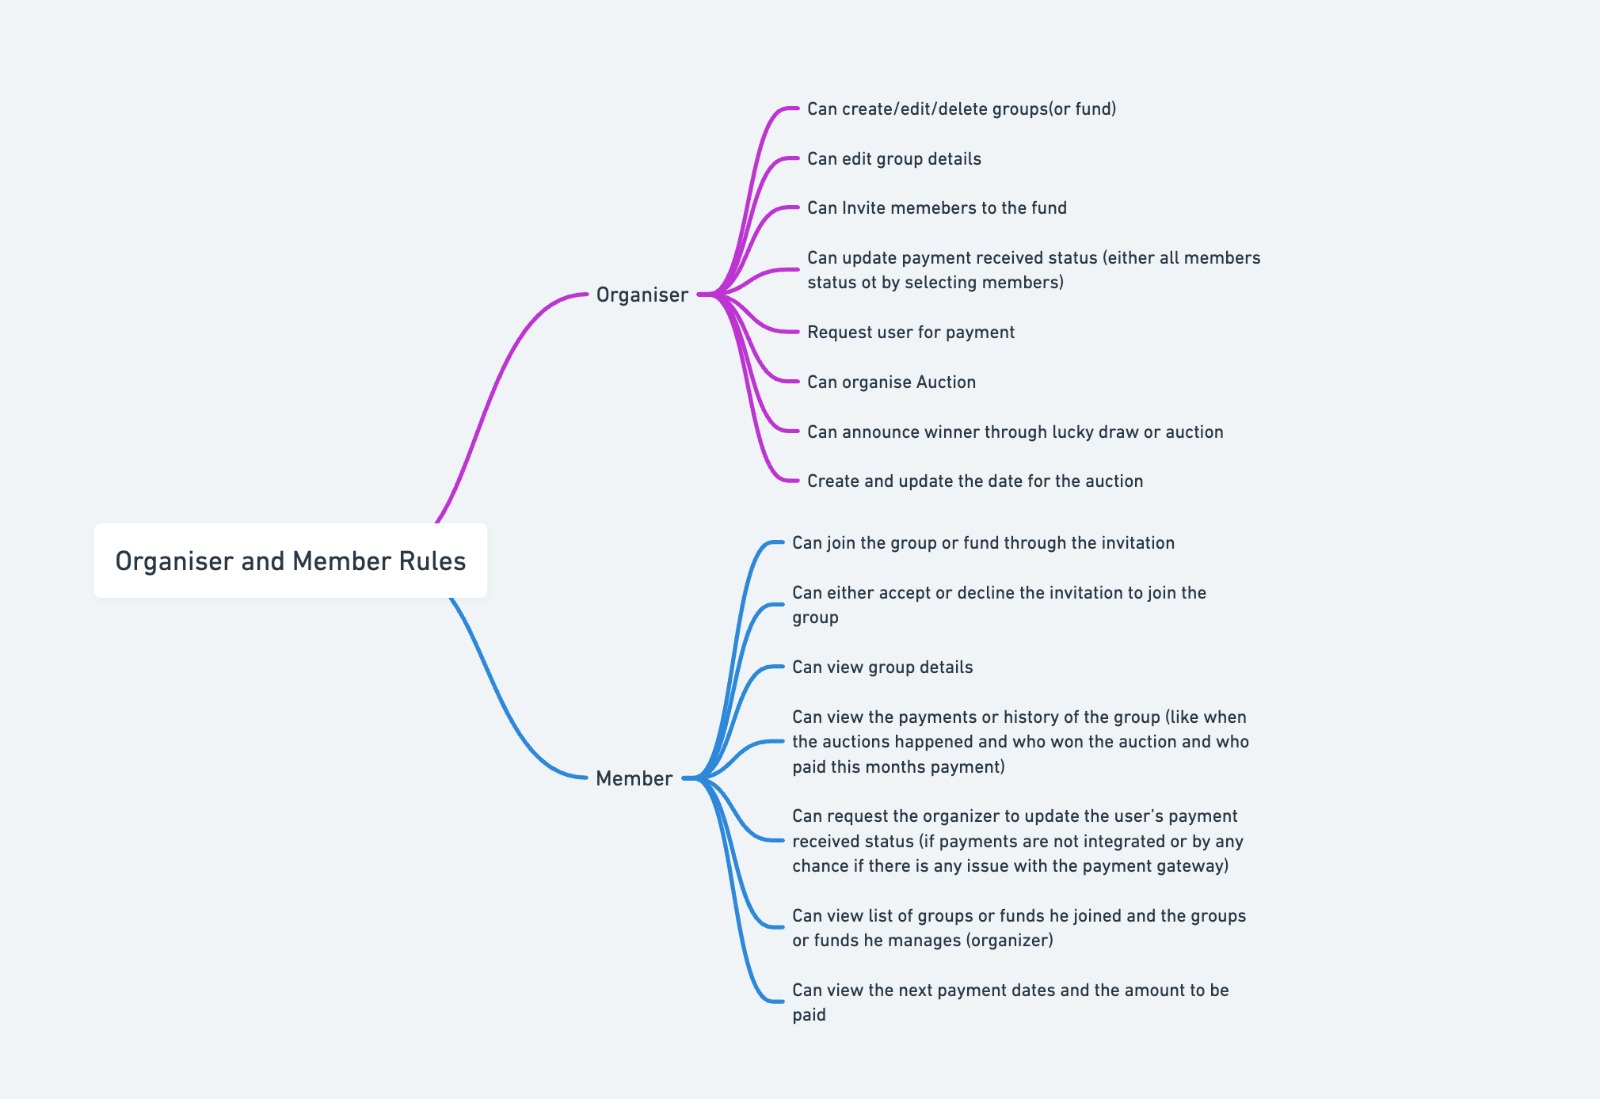 Can create/edit/delete groups(or fund)
Can edit group details
Can Invite memebers to the fund
Can update payment received status (either all members
status ot by selecting members)
Organiser
Request user for payment
Can organise Auction
Can announce winner through lucky draw or auction
Create and update the date for the auction
Organiser and Member Rules
Can join the group or fund through the invitation
Can either accept or decline the invitation to join the
group
Can view group details
Can view the payments or history of the group (like when
the auctions happened and who won the auction and who
paid this months payment)
Member
Can request the organizer to update the user's payment
received status (if payments are not integrated or by any
chance if there is any issue with the payment gateway)
Can view list of groups or funds he joined and the groups
or funds he manages (organizer)
Can view the next payment dates and the amount to be
paid